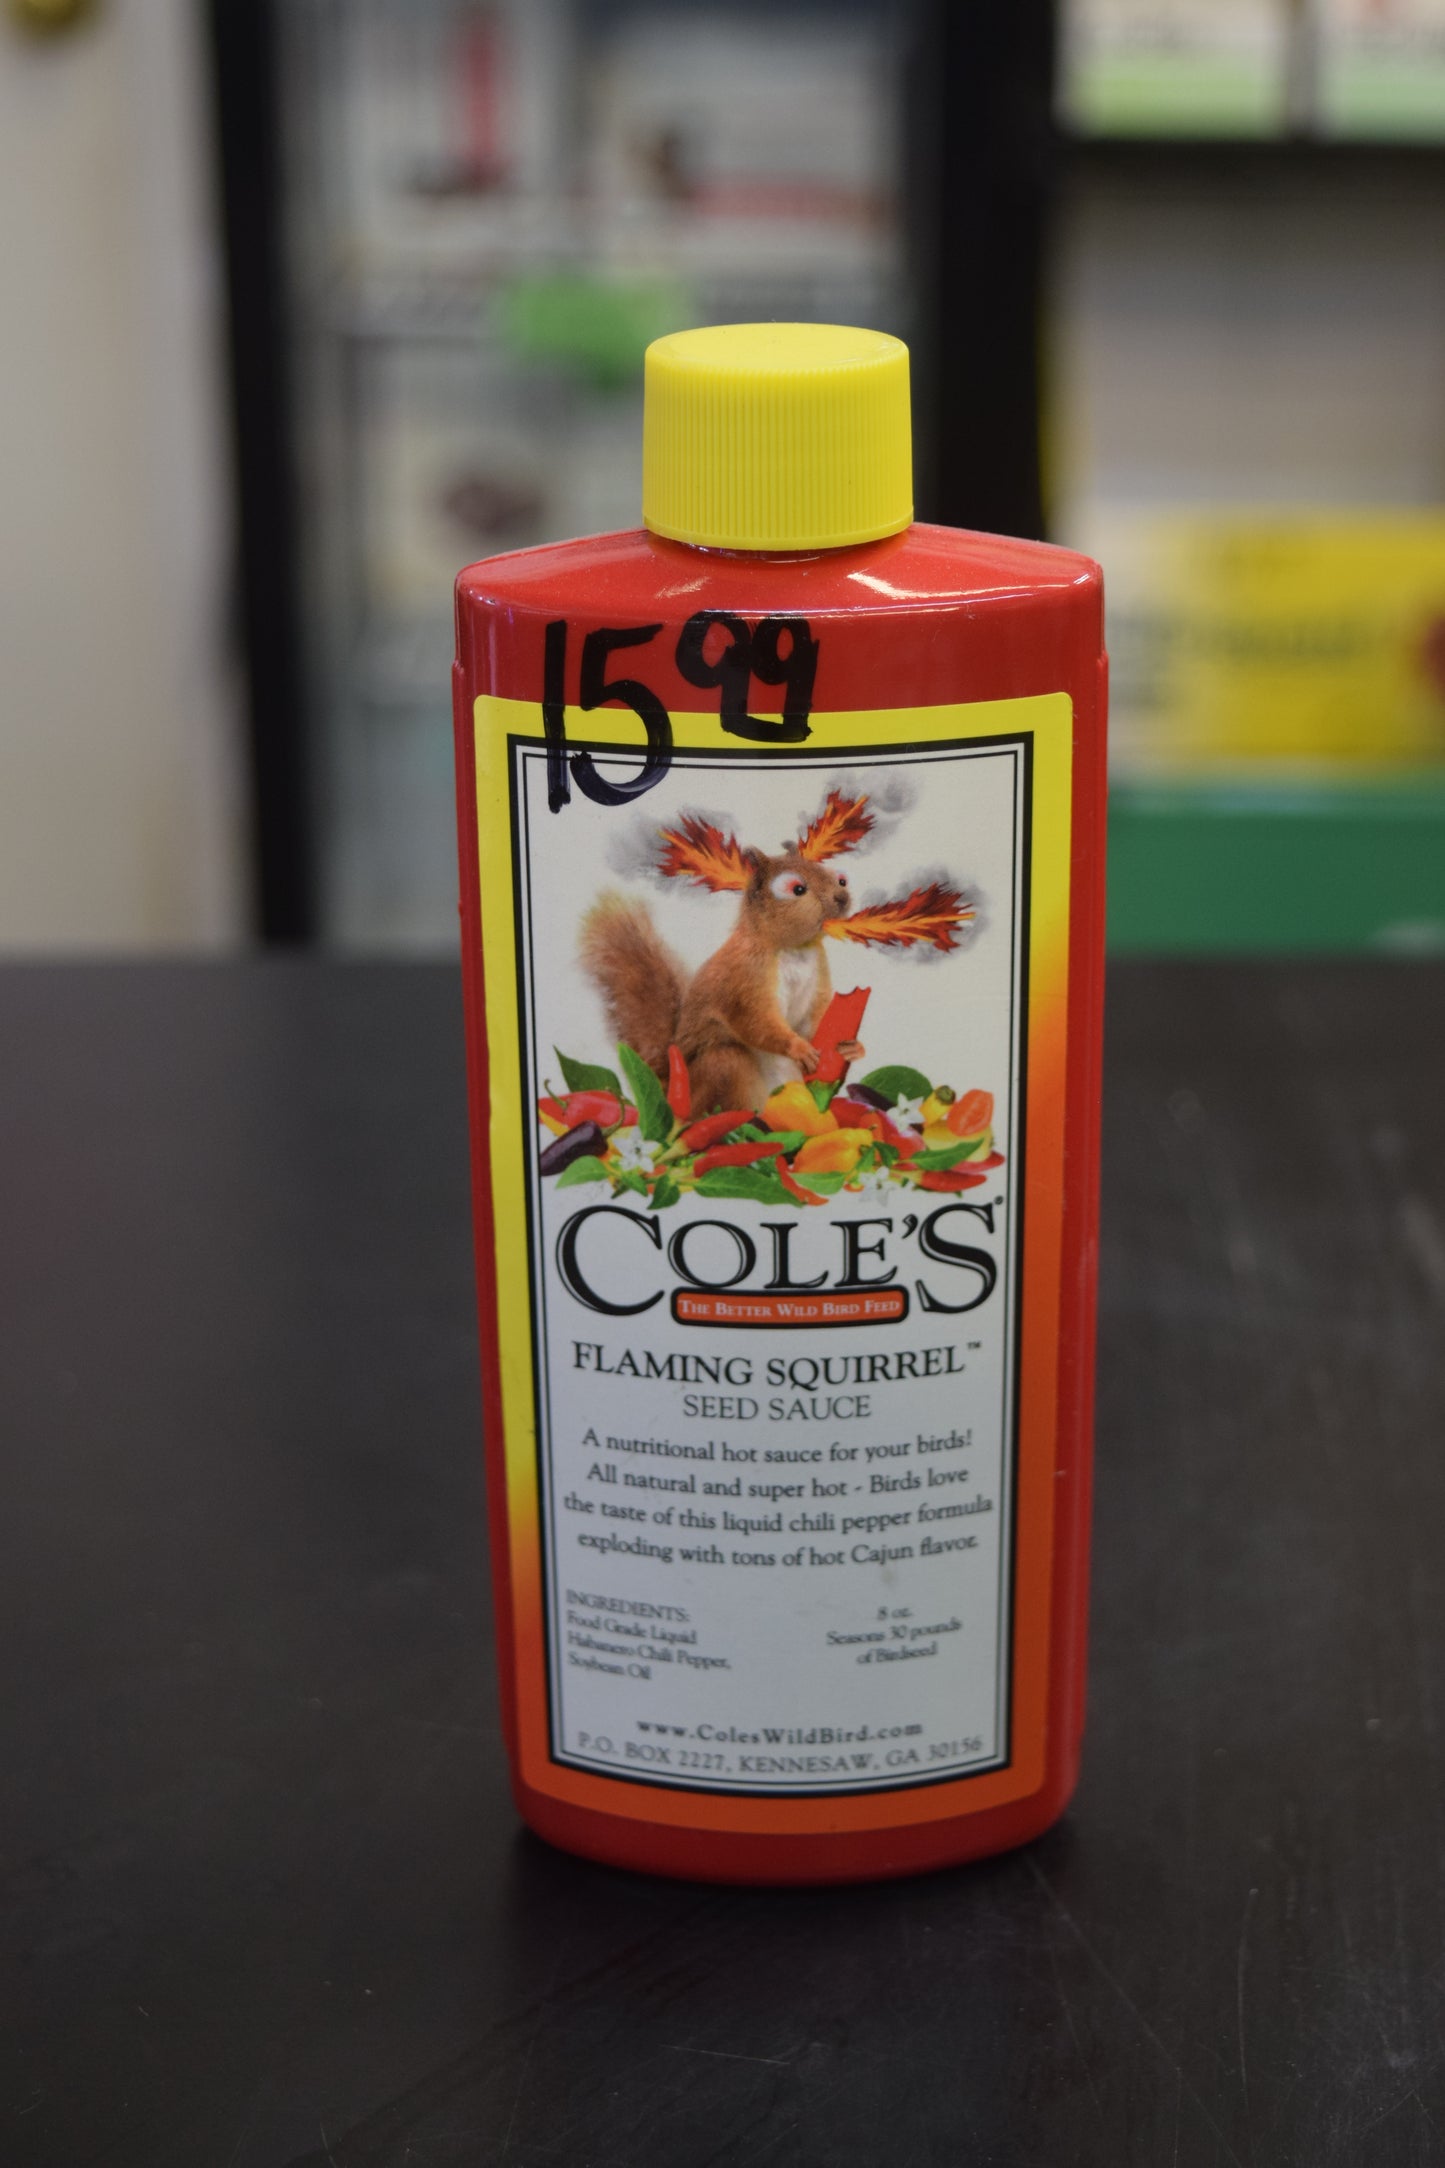 15 99
COLE'S®
THE BETTER WILD BIRD FEED
FLAMING SQUIRREL™
SEED SAUCE
A nutritional hot sauce for your birds!
All natural and super hot - Birds love
the taste of this liquid chili pepper formula
exploding with tons of hot Cajun flavor.
INGREDIENTS:
Food Grade Liquid
Habanero Chili Pepper,
Soybean Oil
8 oz.
Seasons 30 pounds
of Birdseed
www.ColesWildBird.com
P.O. BOX 2227, KENNESAW, GA 30156